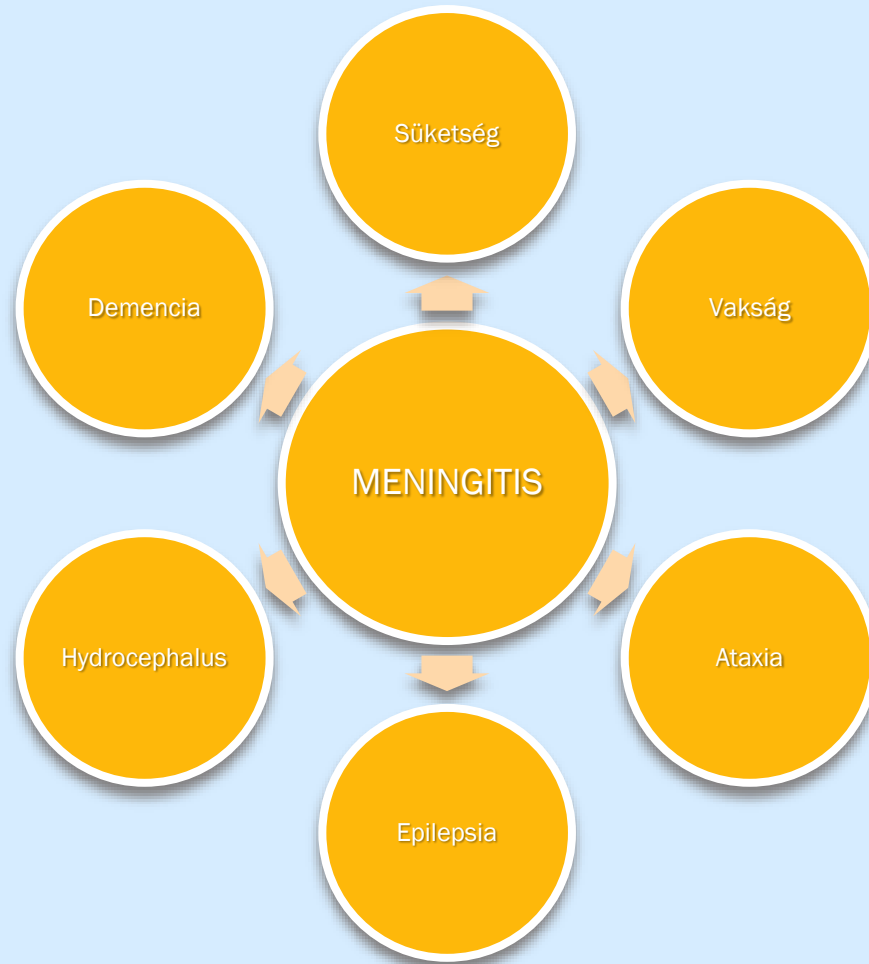 Süketség
Demencia
Vakság
MENINGITIS
Hydrocephalus
Ataxia
Epilepsia